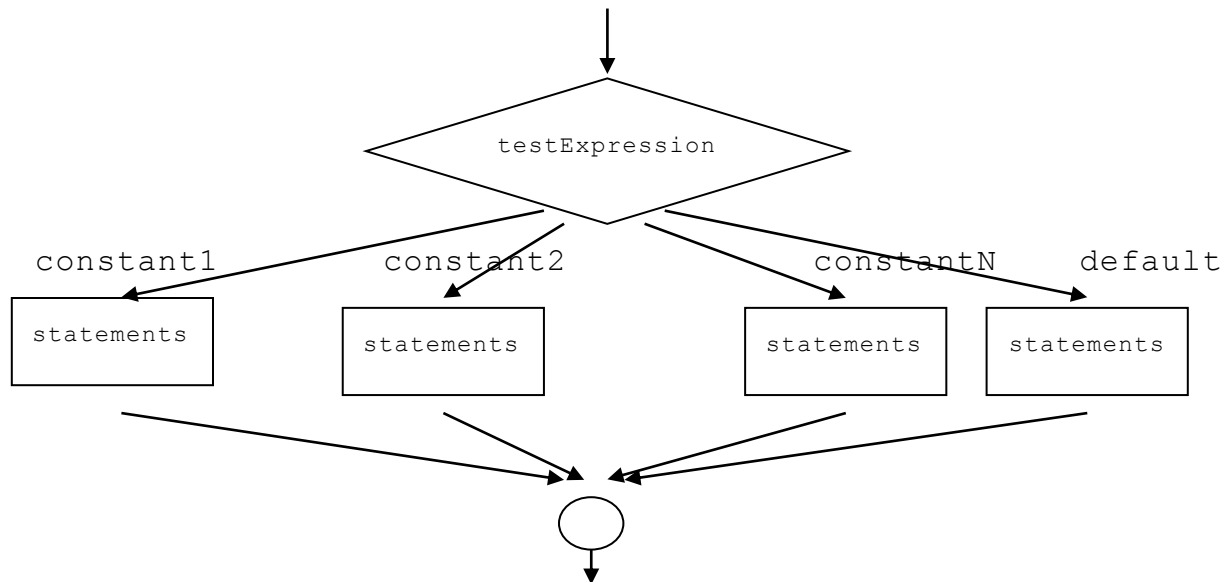 testExpression
constant1
constant2
constantN
default
statements
statements
statements
statements